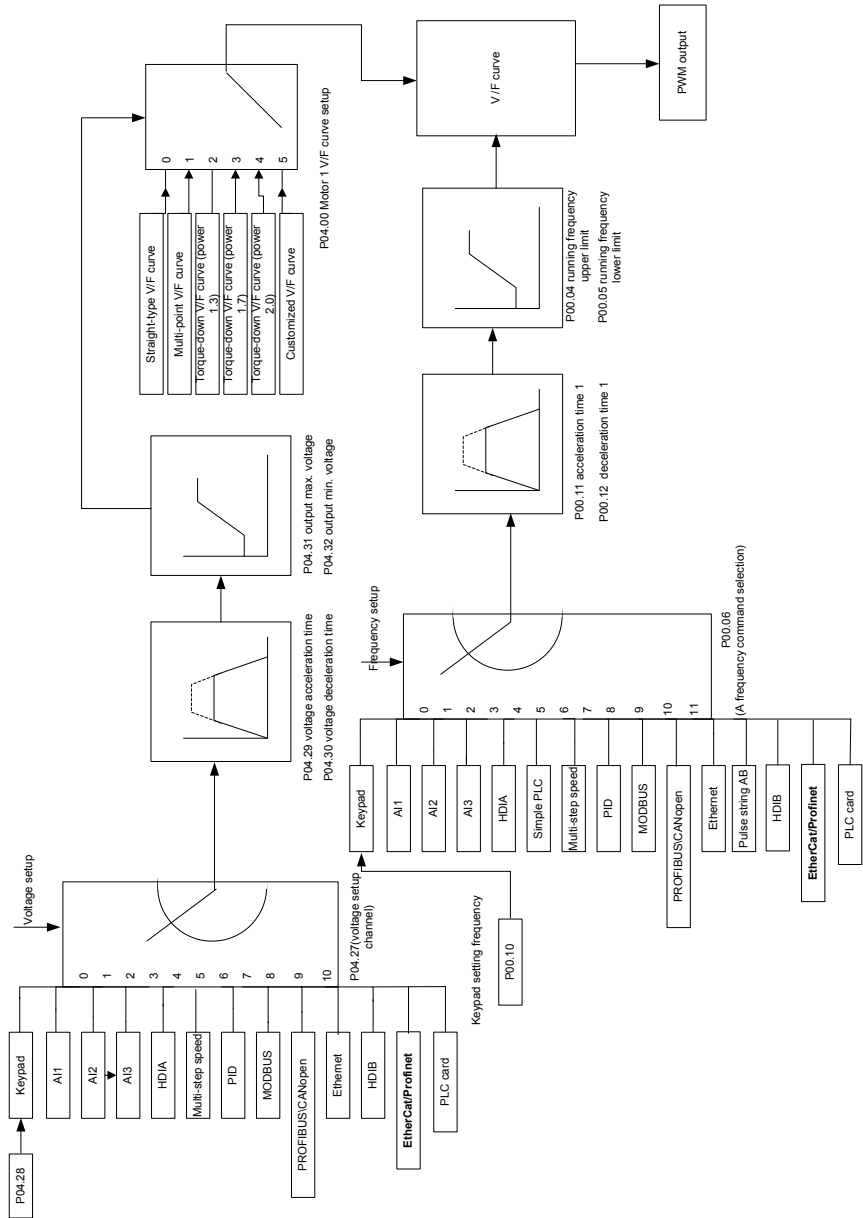 P04.28
Keypad
AI1
AI2
AI3
HDIA
Multi-step speed
PID
MODBUS
PROFIBUS\CANopen
Ethernet
HDIB
EtherCat/Profinet
PLC card
Voltage setup
0
1
2
3
4
5
6
7
8
9
10
P04.27(voltage setup
channel)
P04.29 voltage acceleration time
P04.30 voltage deceleration time
P04.31 output max. voltage
P04.32 output min. voltage
Straight-type V/F curve
Multi-point V/F curve
Torque-down V/F curve (power
1.3)
Torque-down V/F curve (power
1.7)
Torque-down V/F curve (power
2.0)
Customized V/F curve
0
1
2
3
4
5
P04.00 Motor 1 V/F curve setup
Keypad setting frequency
P00.10
Keypad
AI1
AI2
AI3
HDIA
Simple PLC
Multi-step speed
PID
MODBUS
PROFIBUS\CANopen
Ethernet
Pulse string AB
HDIB
EtherCat/Profinet
PLC card
Frequency setup
0
1
2
3
4
5
6
7
8
9
10
11
P00.06
(A frequency command selection)
P00.11 acceleration time 1
P00.12 deceleration time 1
P00.04 running frequency
upper limit
P00.05 running frequency
lower limit
V/F curve
PWM output